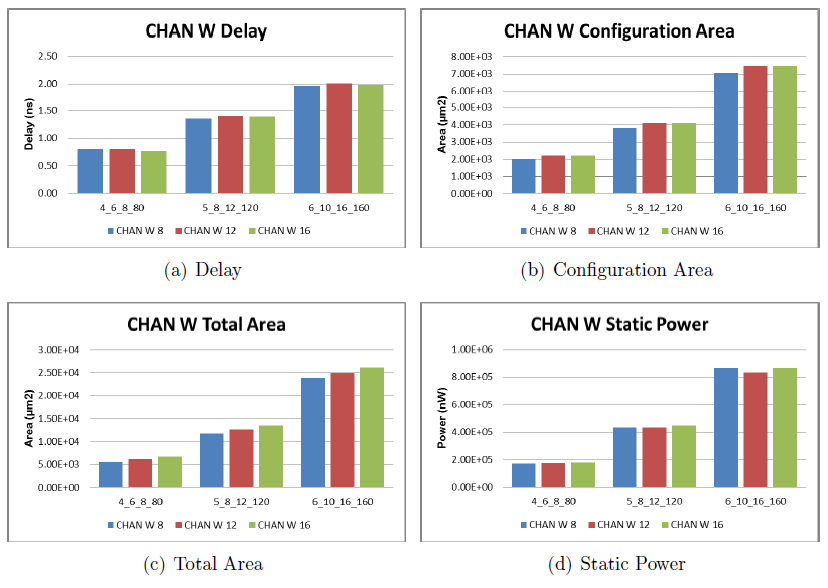 CHAN W Delay
2.50
2.00
1.50
1.00
0.50
0.00
Delay (ns)
4_6_8_80
5_8_12_120
6_10_16_160
CHAN W 8
CHAN W 12
CHAN W 16
(a) Delay
CHAN W Configuration Area
8.00E+03
7.00E+03
6.00E+03
5.00E+03
4.00E+03
3.00E+03
2.00E+03
1.00E+03
0.00E+00
Area (µm2)
4_6_8_80
5_8_12_120
6_10_16_160
CHAN W 8
CHAN W 12
CHAN W 16
(b) Configuration Area
CHAN W Total Area
3.00E+04
2.50E+04
2.00E+04
1.50E+04
1.00E+04
5.00E+03
0.00E+00
Area (µm2)
4_6_8_80
5_8_12_120
6_10_16_160
CHAN W 8
CHAN W 12
CHAN W 16
(c) Total Area
CHAN W Static Power
1.00E+06
8.00E+05
6.00E+05
4.00E+05
2.00E+05
0.00E+00
Power (nW)
4_6_8_80
5_8_12_120
6_10_16_160
CHAN W 8
CHAN W 12
CHAN W 16
(d) Static Power